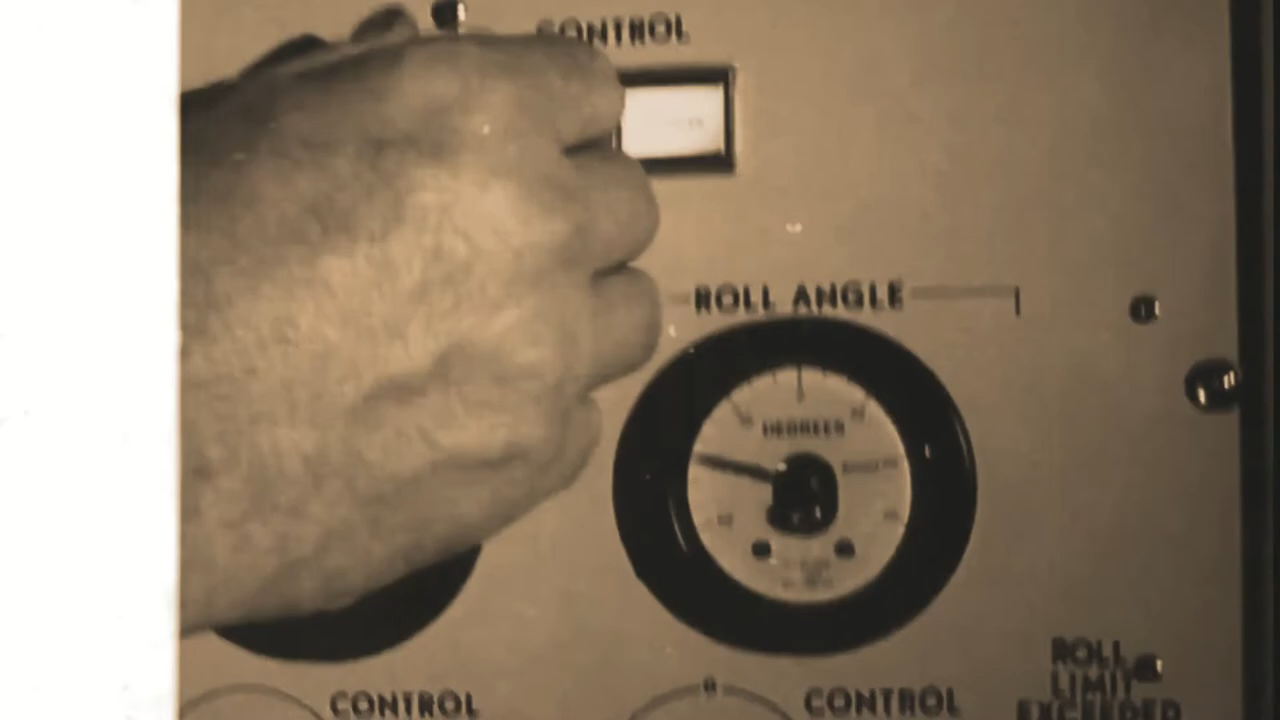 CONTROL
ROLL ANGLE
DEGREES
CONTROL
CONTROL
ROLL
LIMIT
EXCEEDED